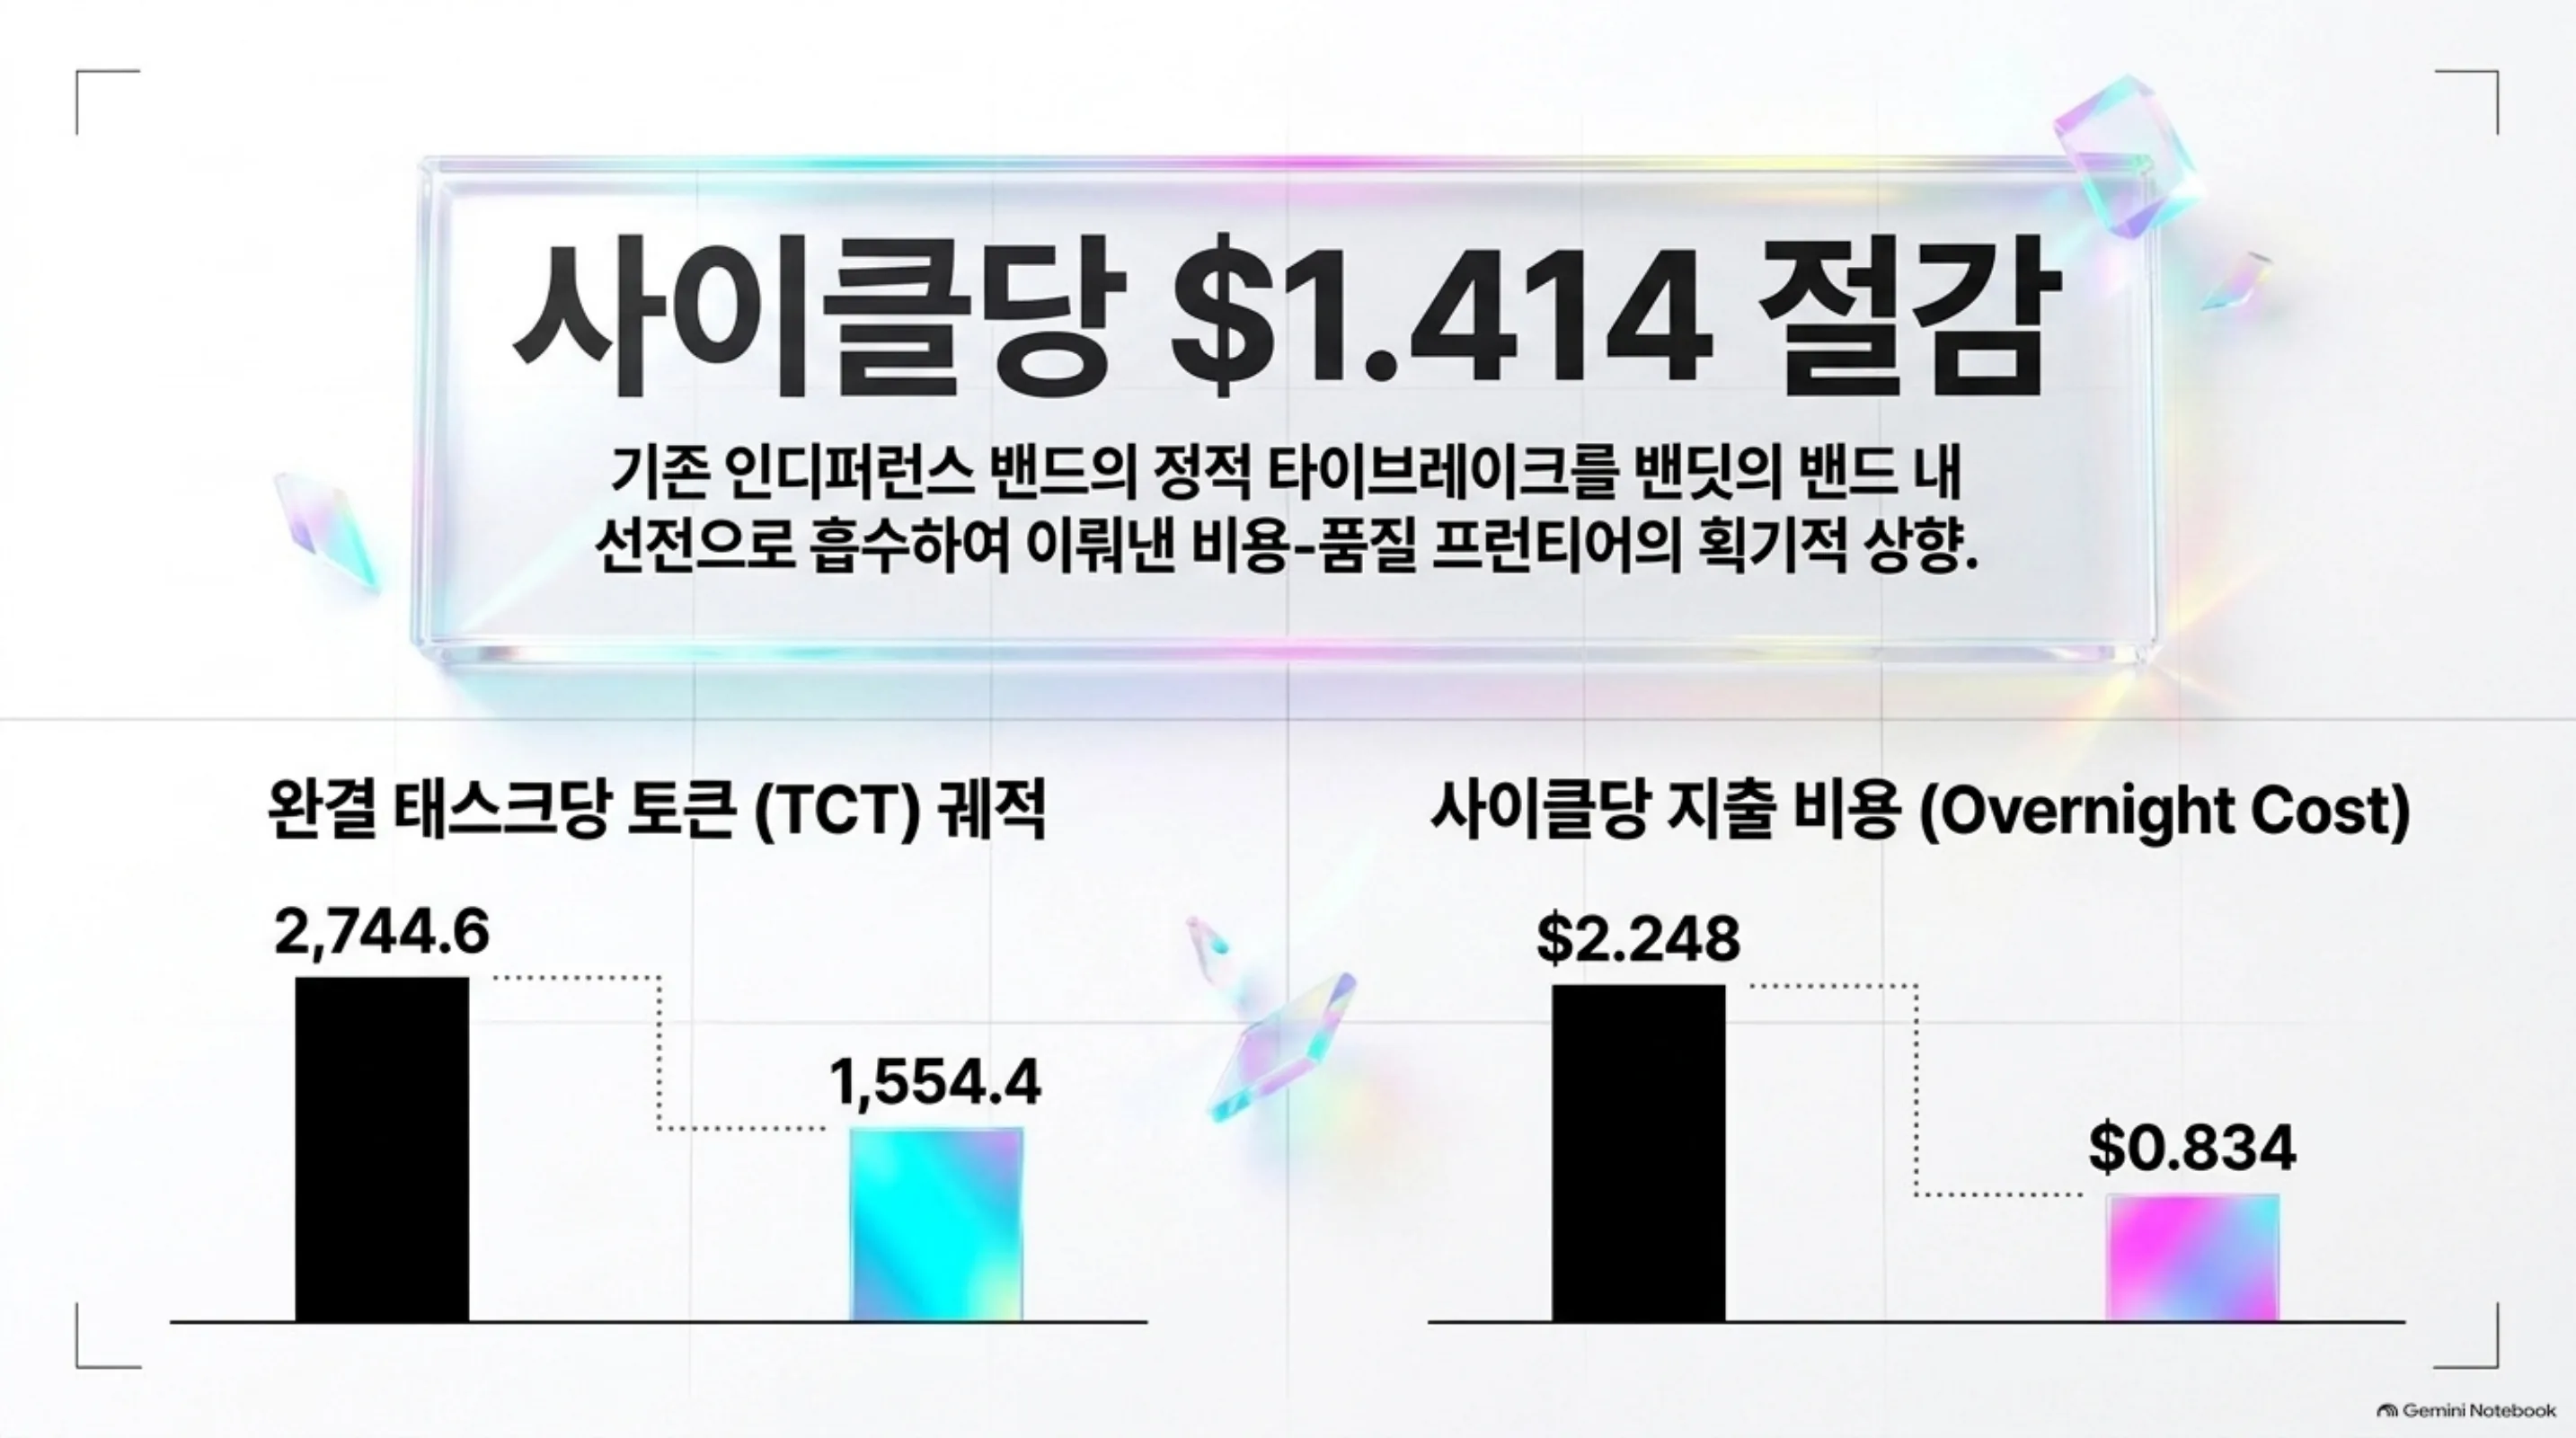 사이클당 $1.414 절감
기존 인디퍼런스 밴드의 정적 타이브레이크를 밴딧의 밴드 내
선전으로 흡수하여 이뤄낸 비용-품질 프런티어의 획기적 상향.
완결 태스크당 토큰 (TCT) 궤적
2,744.6
1,554.4
사이클당 지출 비용 (Overnight Cost)
$2.248
$0.834
Gemini Notebook